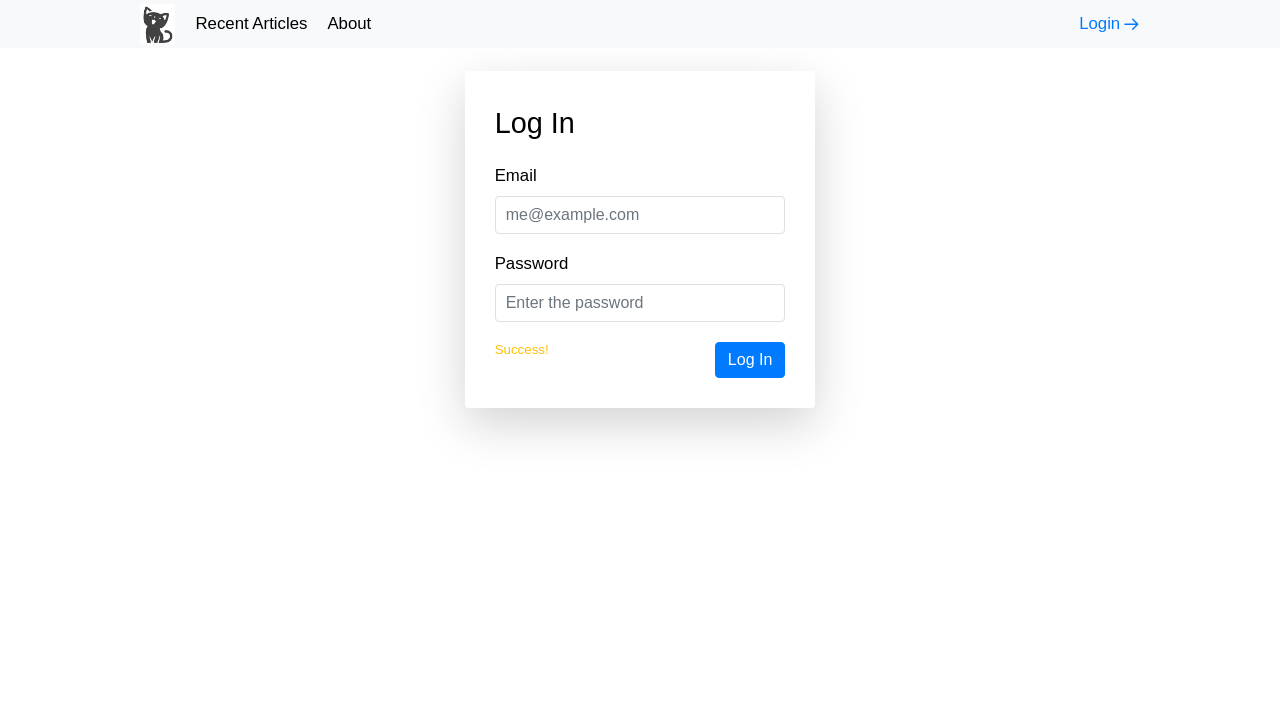 Recent Articles About Login →
Log In
Email
me@example.com
Password
Enter the password
Success! Log In